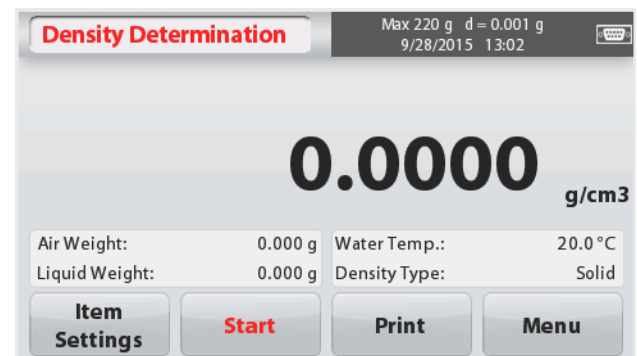 Density Determination
Max 220 g d = 0.001 g
9/28/2015 13:02
0.0000
g/cm3
Air Weight: 0.000 g
Liquid Weight: 0.000 g
Water Temp.: 20.0°C
Density Type: Solid
Item
Settings
Start
Print
Menu